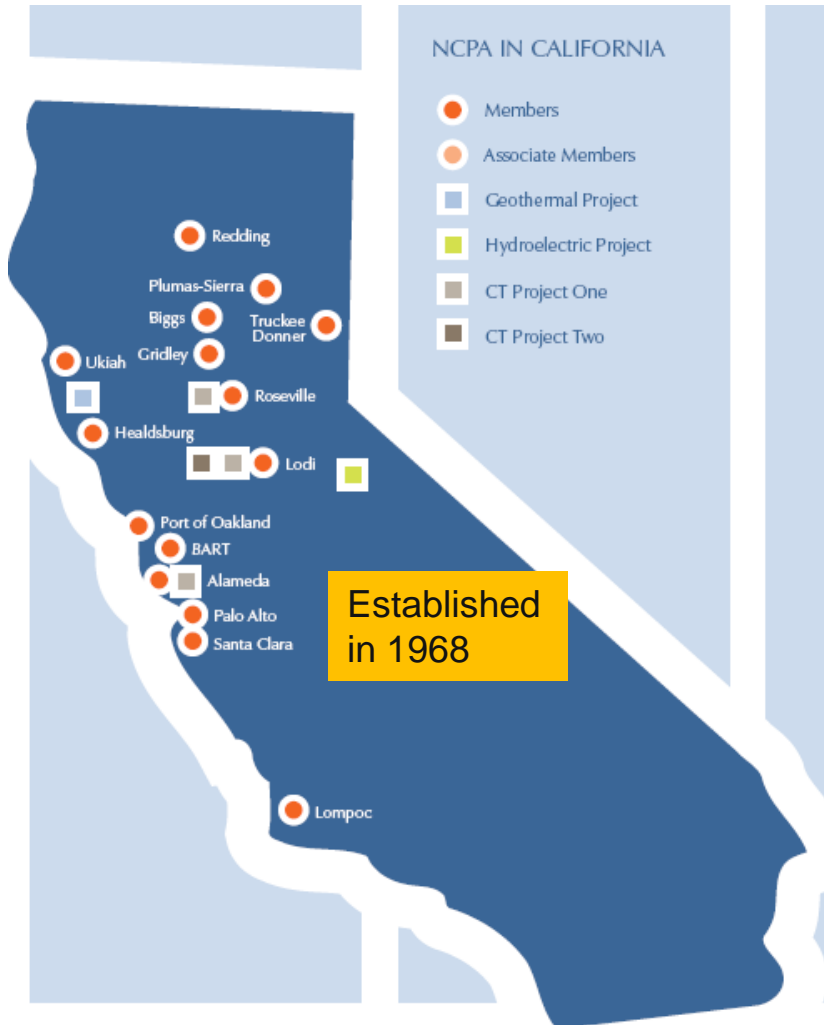 NCPA IN CALIFORNIA
Members
Associate Members
Geothermal Project
Hydroelectric Project
CT Project One
CT Project Two
Redding
Plumas-Sierra
Biggs
Truckee
Donner
Gridley
Ukiah
Roseville
Healdsburg
Lodi
Port of Oakland
BART
Alameda
Palo Alto
Santa Clara
Established
in 1968
Lompoc